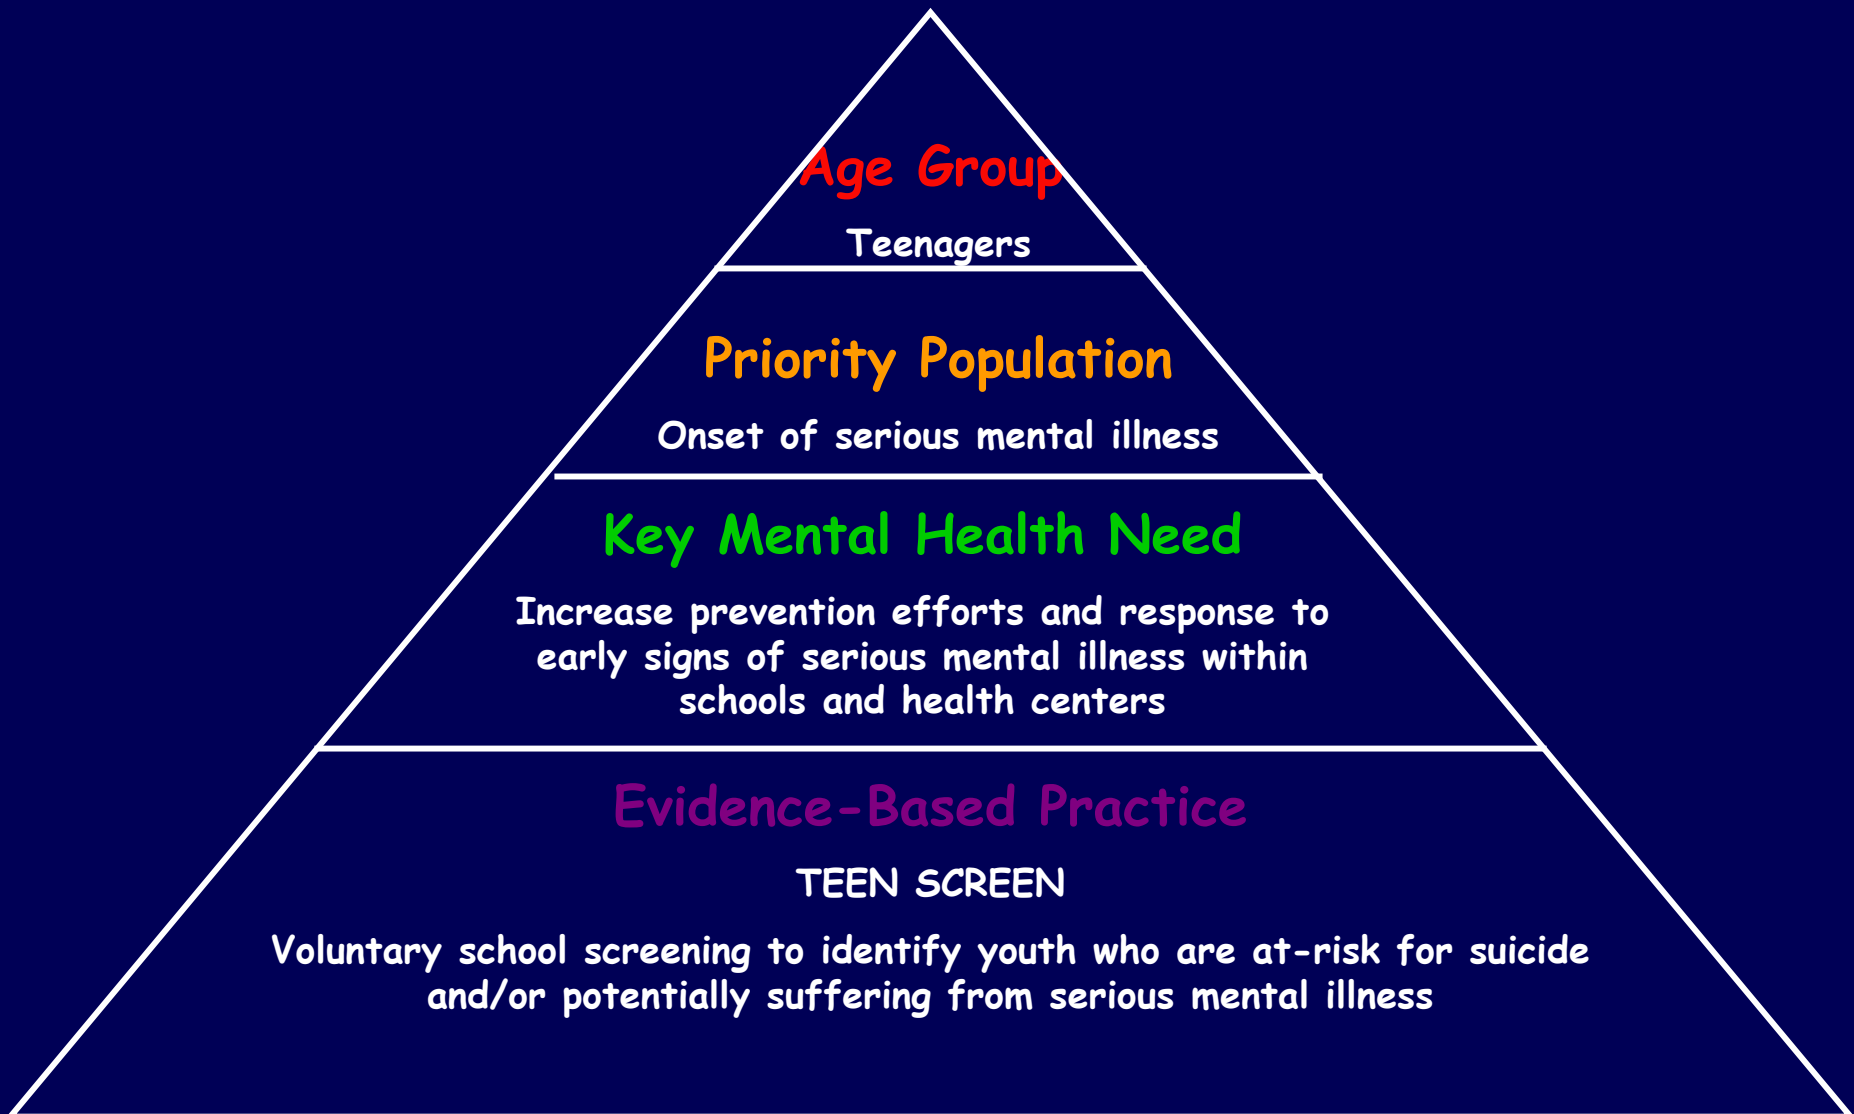 Age Group
Teenagers
Priority Population
Onset of serious mental illness
Key Mental Health Need
Increase prevention efforts and response to
early signs of serious mental illness within
schools and health centers
Evidence-Based Practice
TEEN SCREEN
Voluntary school screening to identify youth who are at-risk for suicide
and/or potentially suffering from serious mental illness